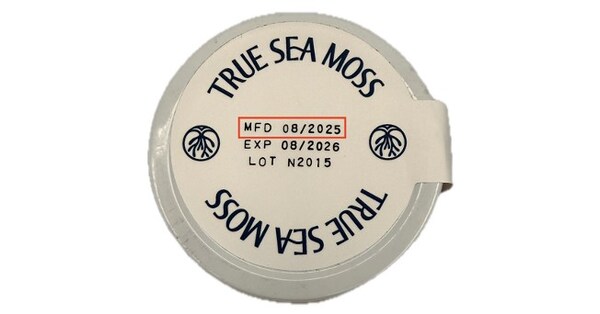 TRUE SEA MOSS
MFD 08/2025
EXP 08/2026
LOT N2015
TRUE SEA MOSS